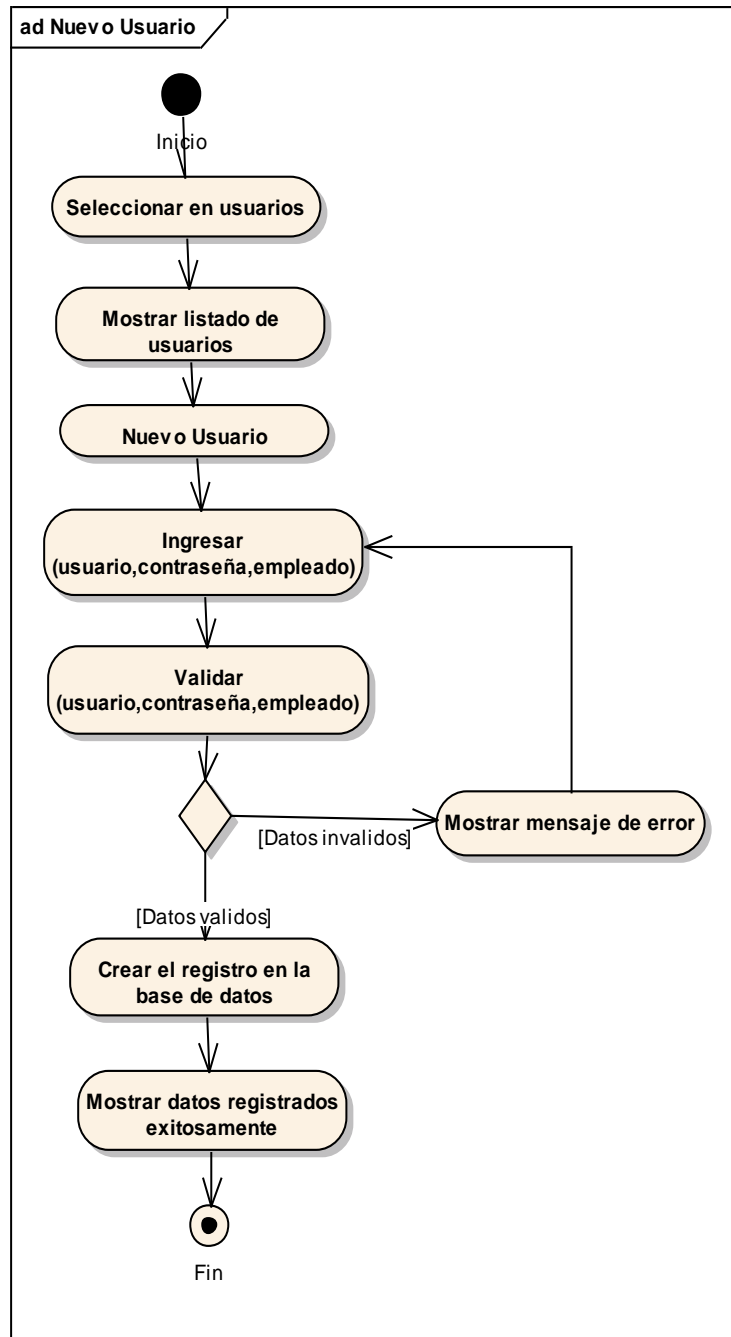 ad Nuevo Usuario
Inicio
Seleccionar en usuarios
Mostrar listado de
usuarios
Nuevo Usuario
Ingresar
(usuario,contraseña,empleado)
Validar
(usuario,contraseña,empleado)
[Datos invalidos]
Mostrar mensaje de error
[Datos validos]
Crear el registro en la
base de datos
Mostrar datos registrados
exitosamente
Fin